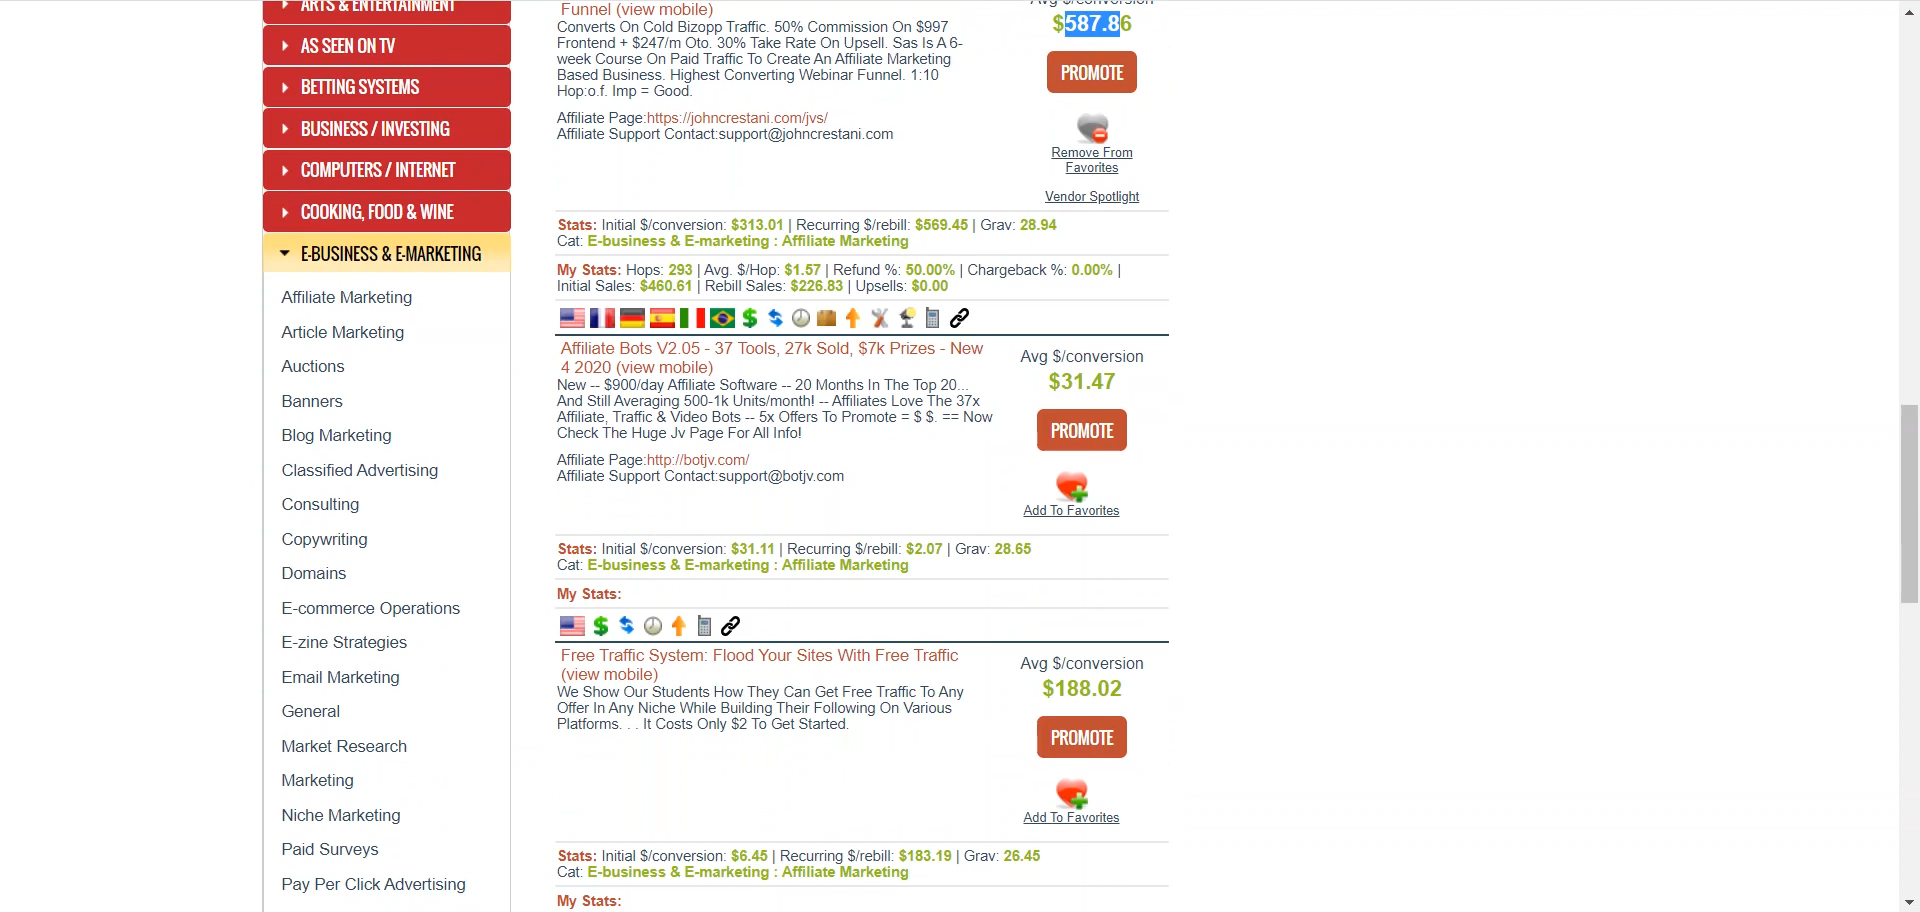 ARTS & ENTERTAINMENT
AS SEEN ON TV
BETTING SYSTEMS
BUSINESS / INVESTING
COMPUTERS / INTERNET
COOKING, FOOD & WINE
E-BUSINESS & E-MARKETING
Affiliate Marketing
Article Marketing
Auctions
Banners
Blog Marketing
Classified Advertising
Consulting
Copywriting
Domains
E-commerce Operations
E-zine Strategies
Email Marketing
General
Market Research
Marketing
Niche Marketing
Paid Surveys
Pay Per Click Advertising
Funnel (view mobile)
Converts On Cold Bizopp Traffic. 50% Commission On $997
Frontend + $247/m Oto. 30% Take Rate On Upsell. Sas Is A 6-
week Course On Paid Traffic To Create An Affiliate Marketing
Based Business. Highest Converting Webinar Funnel. 1:10
Hop:o.f. Imp = Good.
Affiliate Page:https://johncrestani.com/jvs/
Affiliate Support Contact:support@johncrestani.com
Avg $/conversion
$587.86
PROMOTE
Remove From
Favorites
Vendor Spotlight
Stats: Initial $/conversion: $313.01 | Recurring $/rebill: $569.45 | Grav: 28.94
Cat: E-business & E-marketing : Affiliate Marketing
My Stats: Hops: 293 | Avg. $/Hop: $1.57 | Refund %: 50.00% | Chargeback %: 0.00% |
Initial Sales: $460.61 | Rebill Sales: $226.83 | Upsells: $0.00
Affiliate Bots V2.05 - 37 Tools, 27k Sold, $7k Prizes - New
4 2020 (view mobile)
New -- $900/day Affiliate Software -- 20 Months In The Top 20...
And Still Averaging 500-1k Units/month! -- Affiliates Love The 37x
Affiliate, Traffic & Video Bots -- 5x Offers To Promote = $ $. == Now
Check The Huge Jv Page For All Info!
Affiliate Page:http://botjv.com/
Affiliate Support Contact:support@botjv.com
Avg $/conversion
$31.47
PROMOTE
Add To Favorites
Stats: Initial $/conversion: $31.11 | Recurring $/rebill: $2.07 | Grav: 28.65
Cat: E-business & E-marketing : Affiliate Marketing
My Stats:
Free Traffic System: Flood Your Sites With Free Traffic
(view mobile)
We Show Our Students How They Can Get Free Traffic To Any
Offer In Any Niche While Building Their Following On Various
Platforms. . . It Costs Only $2 To Get Started.
Avg $/conversion
$188.02
PROMOTE
Add To Favorites
Stats: Initial $/conversion: $6.45 | Recurring $/rebill: $183.19 | Grav: 26.45
Cat: E-business & E-marketing : Affiliate Marketing
My Stats: